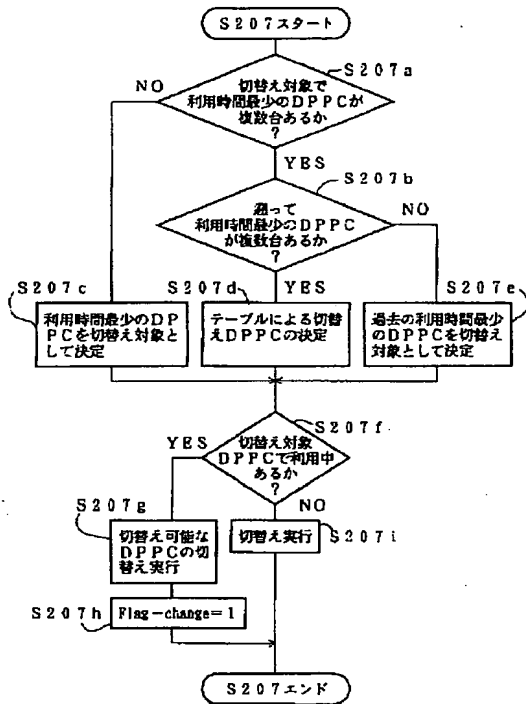 S207スタート
S207a
NO
切替え対象で
利用時間最少のDPPCが
複数台あるか
?
YES
S207b
遡って
利用時間最少のDPPC
が複数台あるか
?
NO
YES
S207c
利用時間最少のDP
PCを切替え対象と
して決定
S207d
テーブルによる切替
えDPPCの決定
S207e
過去の利用時間最少
のDPPCを切替え
対象として決定
S207f
YES
切替え対象
DPPCで利用中
あるか
?
NO
S207g
切替え可能な
DPPCの切替
え実行
切替え実行
S207i
S207h
Flag-change=1
S207エンド